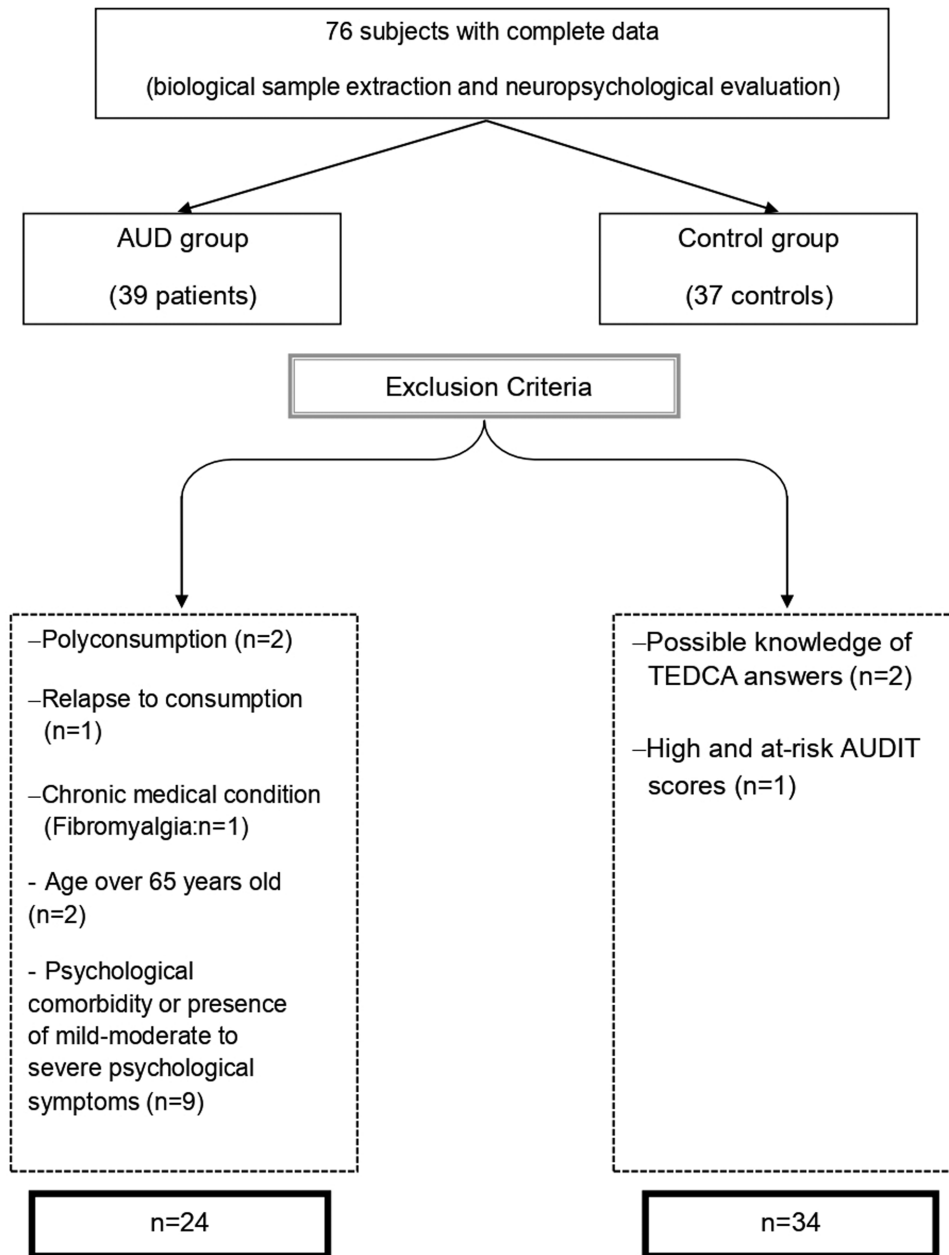 76 subjects with complete data
(biological sample extraction and neuropsychological evaluation)
AUD group
(39 patients)
Control group
(37 controls)
Exclusion Criteria
–Polyconsumption (n=2)
–Relapse to consumption
(n=1)
–Chronic medical condition
(Fibromyalgia:n=1)
- Age over 65 years old
(n=2)
- Psychological
comorbidity or presence
of mild-moderate to
severe psychological
symptoms (n=9)
–Possible knowledge of
TEDCA answers (n=2)
–High and at-risk AUDIT
scores (n=1)
n=24
n=34